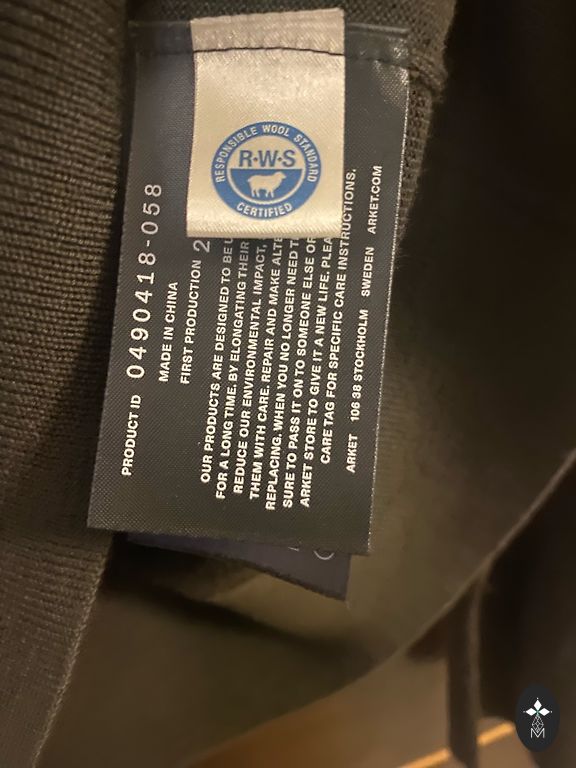 RESPONSIBLE WOOL STANDARD
R·W·S
CERTIFIED
PRODUCT ID 0490418-058
MADE IN CHINA
FIRST PRODUCTION 2
OUR PRODUCTS ARE DESIGNED TO BE
FOR A LONG TIME. BY ELONGATING THEIR
REDUCE OUR ENVIRONMENTAL IMPACT,
THEM WITH CARE. REPAIR AND MAKE
REPLACING. WHEN YOU NO LONGER NEED
SURE TO PASS IT ON TO SOMEONE ELSE OR
ARKET STORE TO GIVE IT A NEW LIFE.
CARE TAG FOR SPECIFIC CARE INSTRUCTIONS.
ARKET 106 38 STOCKHOLM SWEDEN ARKET.COM
M